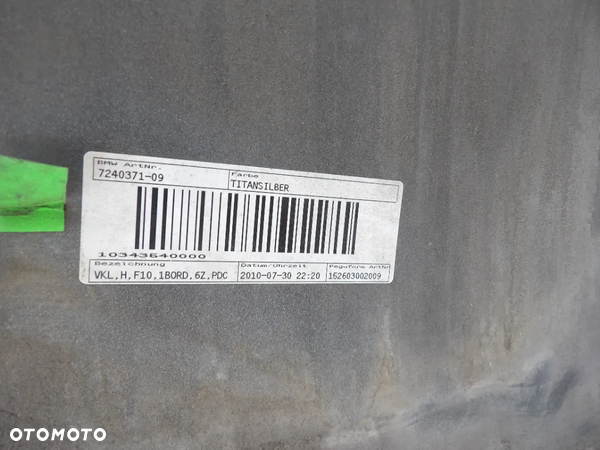 BMW ArtNr.
7240371-09
Farbe
TITANSILBER
10343640000
Bezeichnung
VKL,H,F10,1BORD,6Z,PDC
Datum/Uhrzeit
2010-07-30 22:20
Peguform ArtNr
162603002009
OTOMOTO